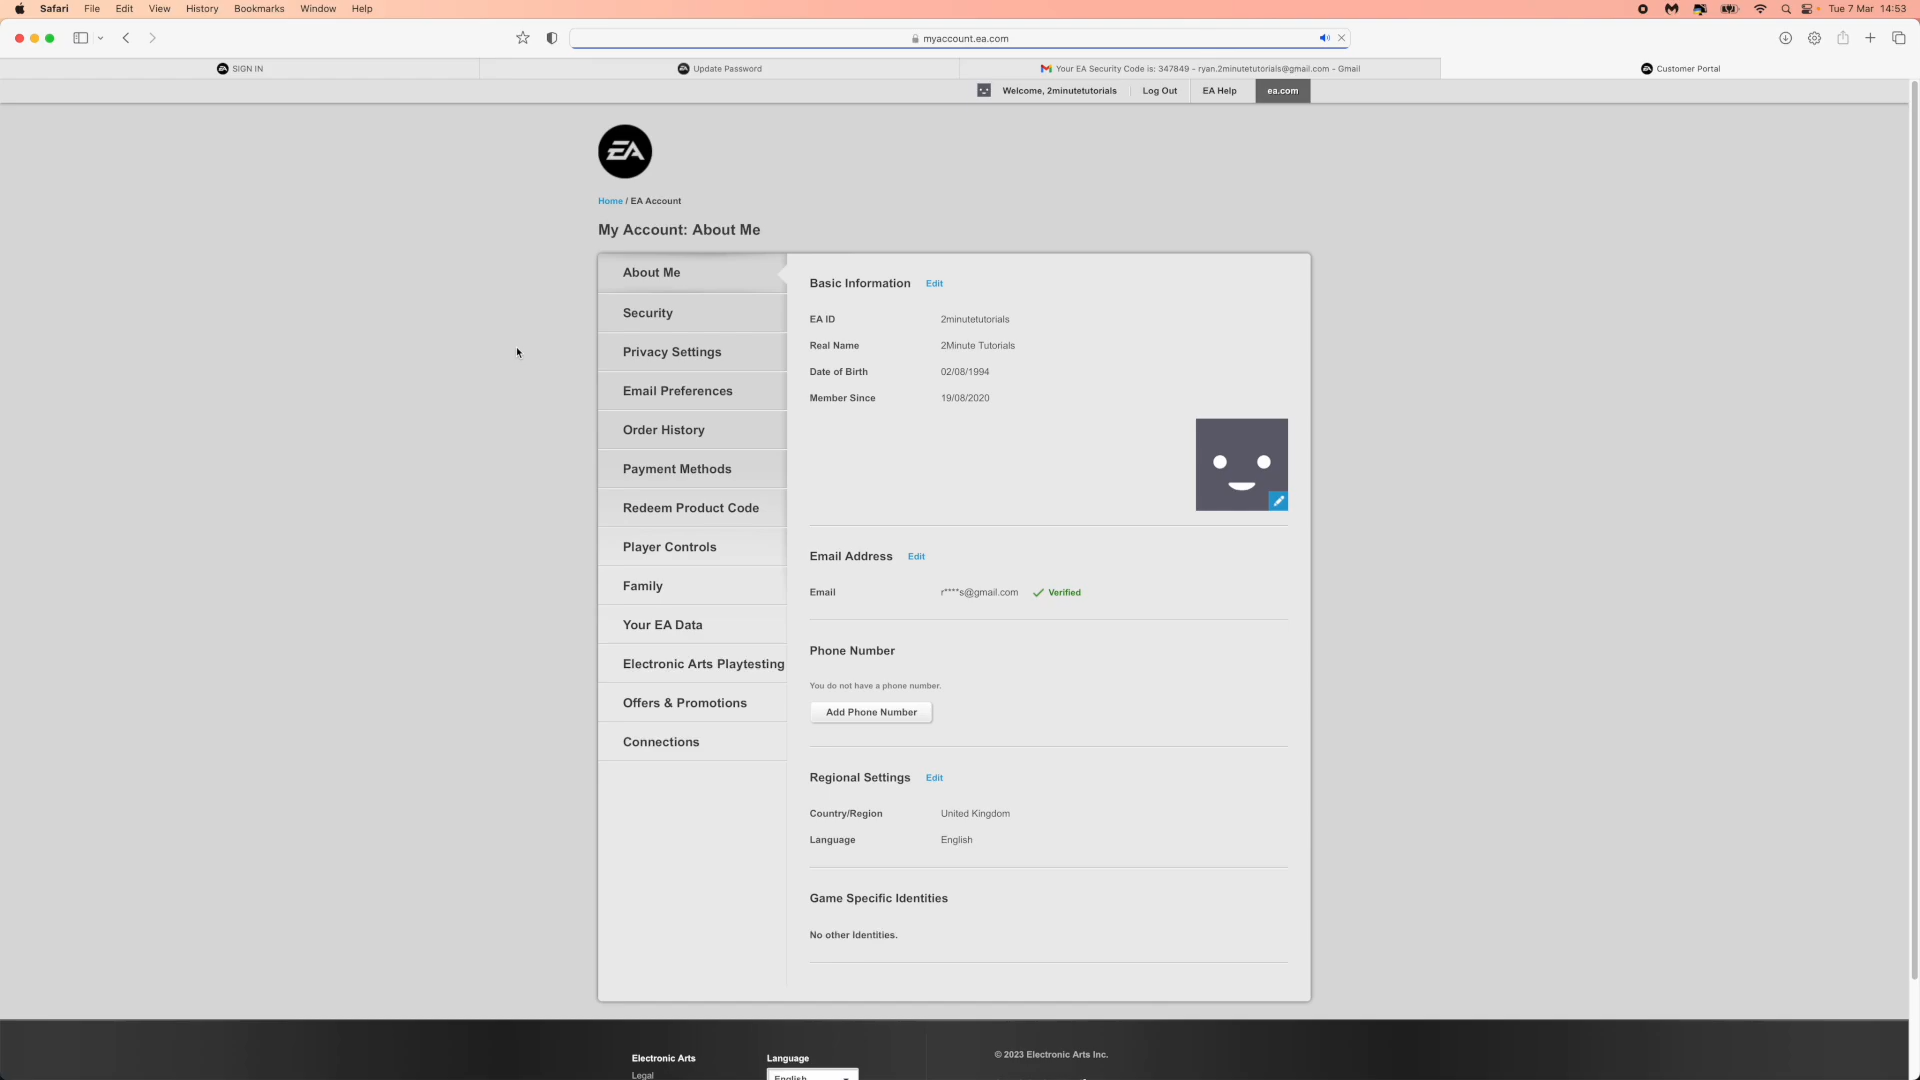 Safari File Edit View History Bookmarks Window Help Tue 7 Mar 14:53
myaccount.ea.com
SIGN IN Update Password Your EA Security Code is: 347849 - ryan.2minutetutorials@gmail.com - Gmail Customer Portal
Welcome, 2minutetutorials Log Out EA Help ea.com
EA
Home / EA Account
My Account: About Me
About Me
Security
Privacy Settings
Email Preferences
Order History
Payment Methods
Redeem Product Code
Player Controls
Family
Your EA Data
Electronic Arts Playtesting
Offers & Promotions
Connections
Basic Information Edit
EA ID 2minutetutorials
Real Name 2Minute Tutorials
Date of Birth 02/08/1994
Member Since 19/08/2020
Email Address Edit
Email r****s@gmail.com Verified
Phone Number
You do not have a phone number.
Add Phone Number
Regional Settings Edit
Country/Region United Kingdom
Language English
Game Specific Identities
No other Identities.
Electronic Arts Language © 2023 Electronic Arts Inc.
Legal English